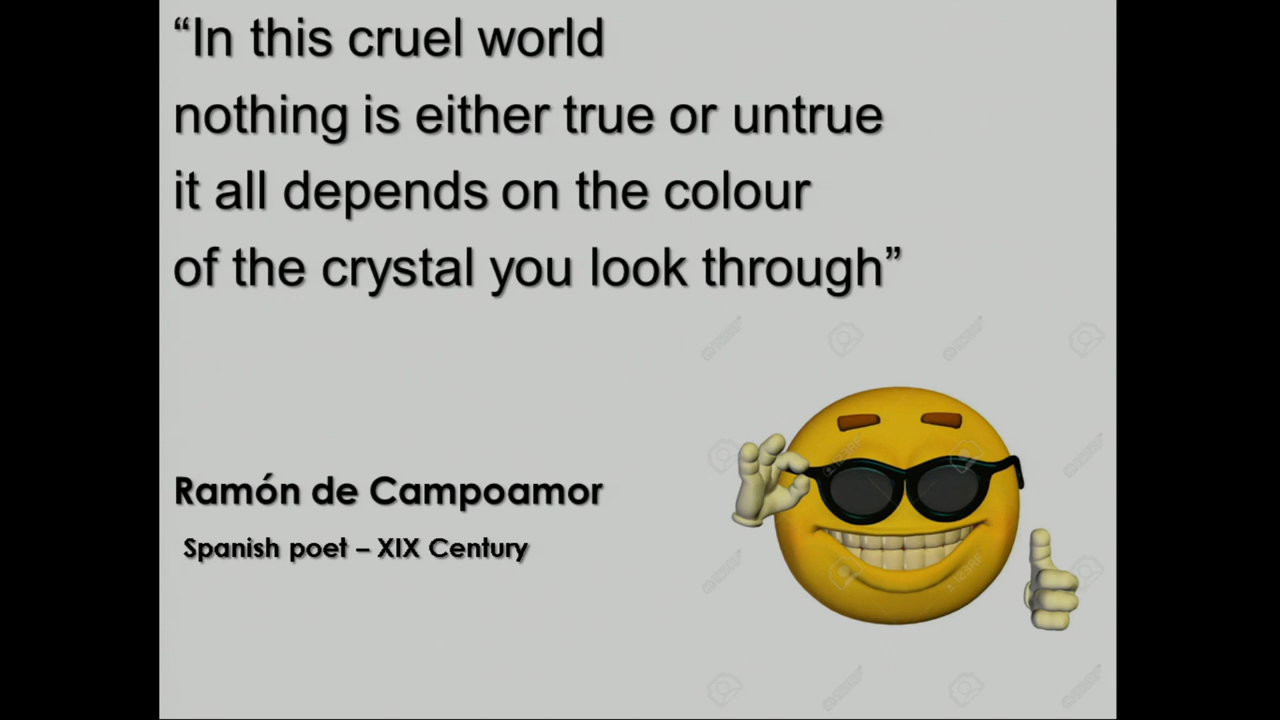 “In this cruel world
nothing is either true or untrue
it all depends on the colour
of the crystal you look through”
Ramón de Campoamor
Spanish poet – XIX Century
123RF